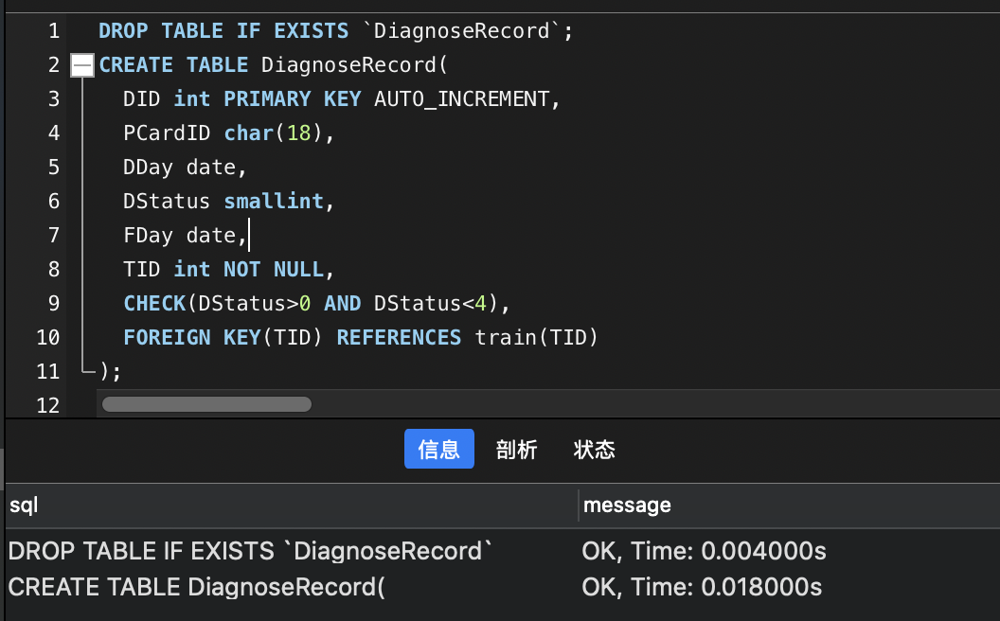 1 DROP TABLE IF EXISTS `DiagnoseRecord`;
2 CREATE TABLE DiagnoseRecord(
3 DID int PRIMARY KEY AUTO_INCREMENT,
4 PCardID char(18),
5 DDay date,
6 DStatus smallint,
7 FDay date,
8 TID int NOT NULL,
9 CHECK(DStatus>0 AND DStatus<4),
10 FOREIGN KEY(TID) REFERENCES train(TID)
11 );
12
信息 剖析 状态
sql message
DROP TABLE IF EXISTS `DiagnoseRecord` OK, Time: 0.004000s
CREATE TABLE DiagnoseRecord( OK, Time: 0.018000s